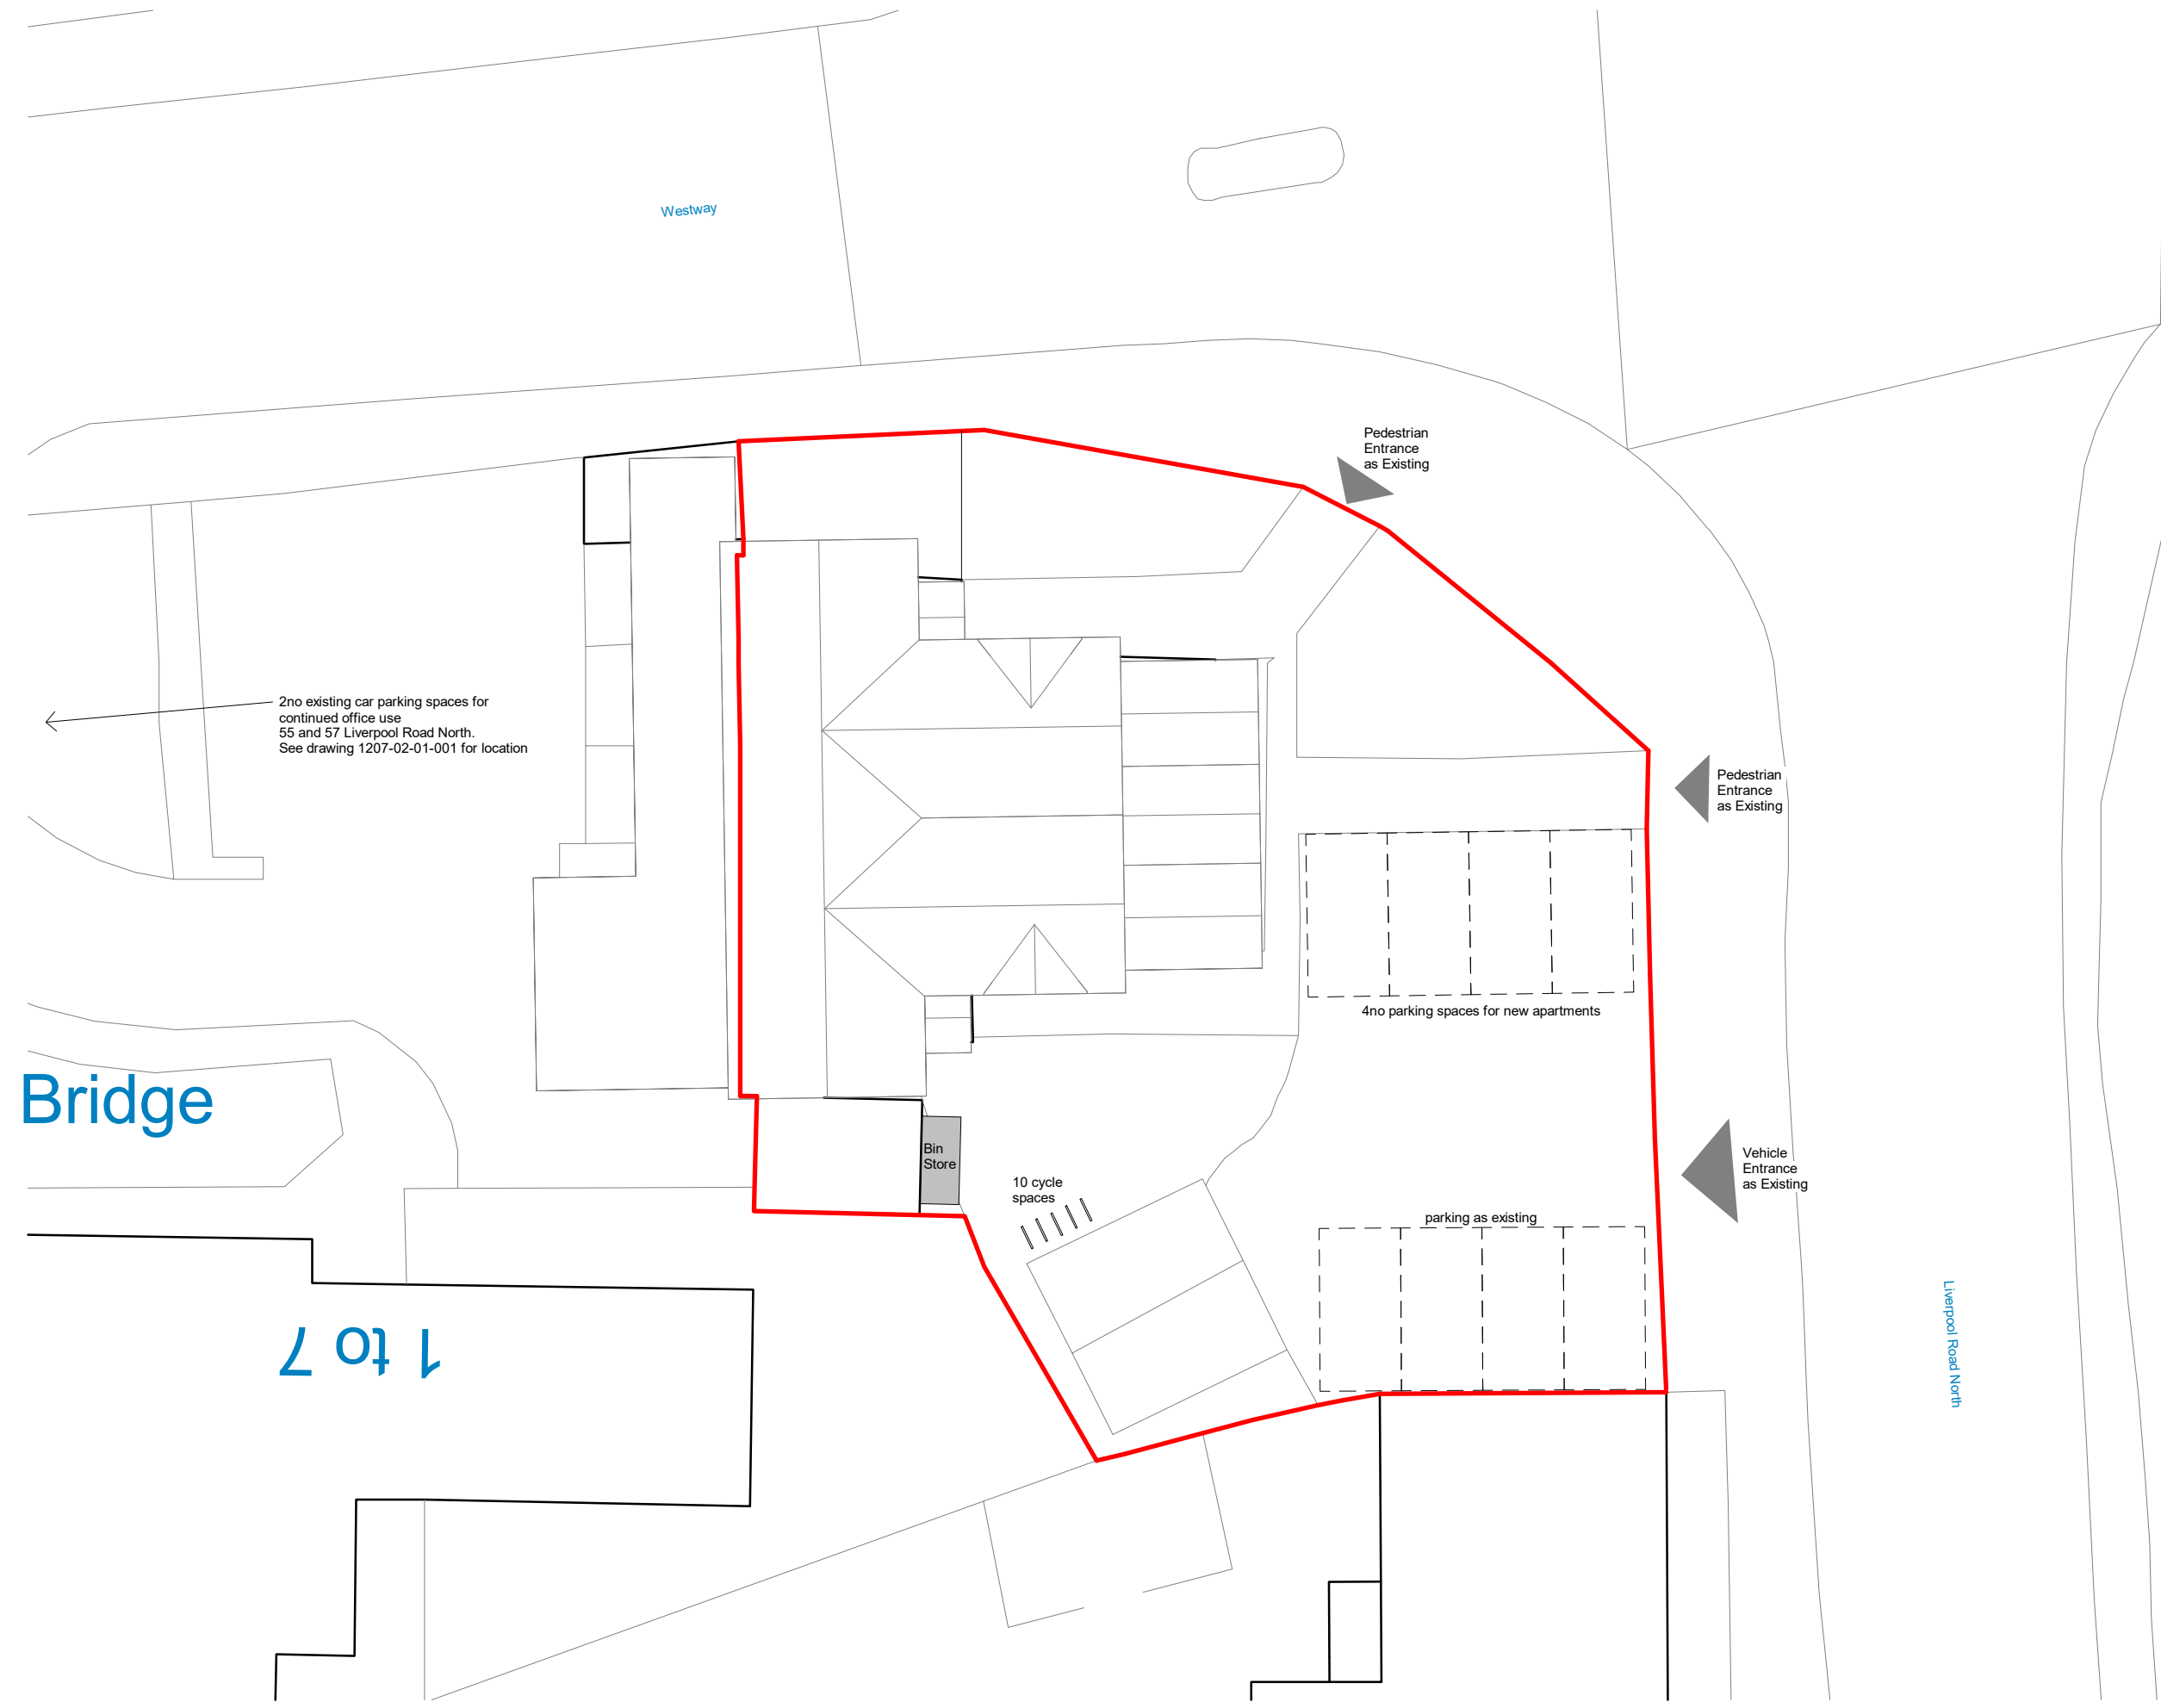 Westway
Pedestrian
Entrance
as Existing
2no existing car parking spaces for
continued office use
55 and 57 Liverpool Road North.
See drawing 1207-02-01-001 for location
Pedestrian
Entrance
as Existing
4no parking spaces for new apartments
Bridge
Bin
Store
10 cycle
spaces
Vehicle
Entrance
as Existing
parking as existing
1 to 7
Liverpool Road North